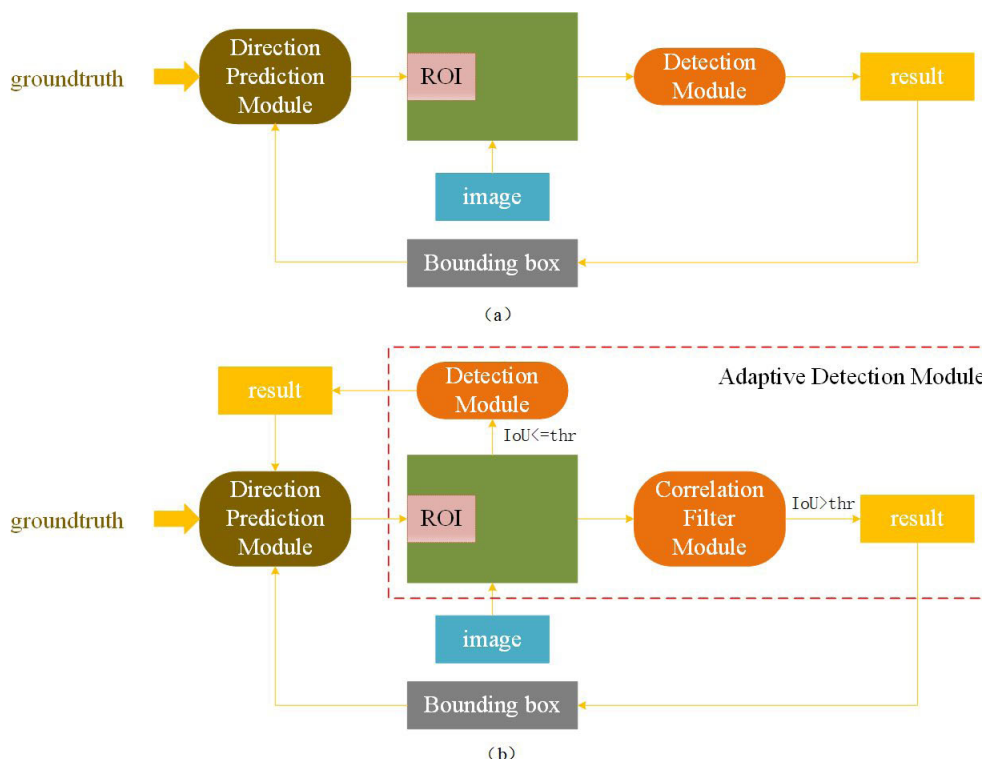 groundtruth
Direction
Prediction
Module
ROI
Detection
Module
result
image
Bounding box
（a）
Adaptive Detection Module
result
Detection
Module
IoU<=thr
groundtruth
Direction
Prediction
Module
ROI
Correlation
Filter
Module
IoU>thr
result
image
Bounding box
（b）